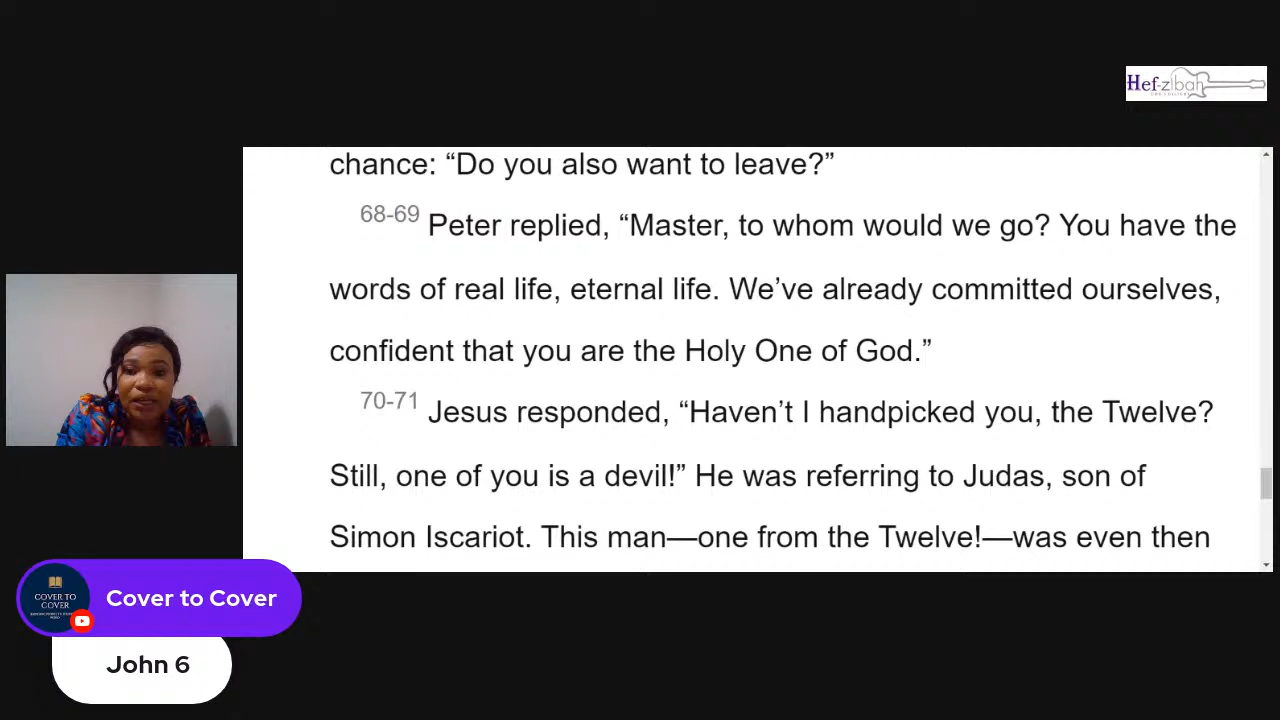 Hef-zibah
chance: “Do you also want to leave?”
68-69 Peter replied, “Master, to whom would we go? You have the
words of real life, eternal life. We’ve already committed ourselves,
confident that you are the Holy One of God.”
70-71 Jesus responded, “Haven’t I handpicked you, the Twelve?
Still, one of you is a devil!” He was referring to Judas, son of
Simon Iscariot. This man—one from the Twelve!—was even then
COVER TO
COVER
Cover to Cover
John 6